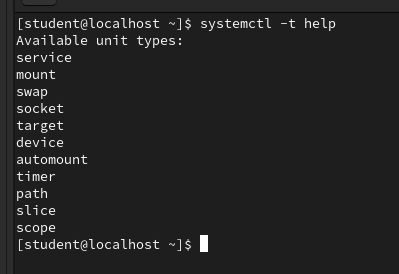 [student@localhost ~]$ systemctl -t help
Available unit types:
service
mount
swap
socket
target
device
automount
timer
path
slice
scope
[student@localhost ~]$